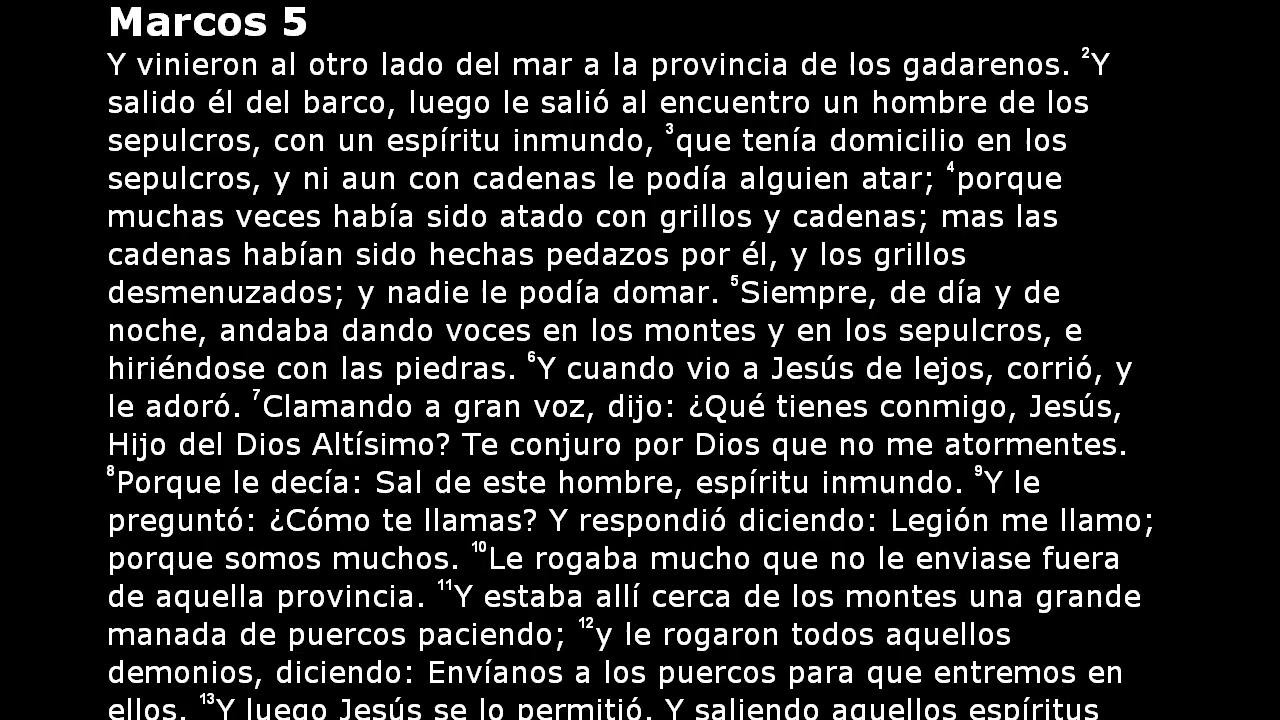 Marcos 5
Y vinieron al otro lado del mar a la provincia de los gadarenos. 2Y
salido él del barco, luego le salió al encuentro un hombre de los
sepulcros, con un espíritu inmundo, 3que tenía domicilio en los
sepulcros, y ni aun con cadenas le podía alguien atar; 4porque
muchas veces había sido atado con grillos y cadenas; mas las
cadenas habían sido hechas pedazos por él, y los grillos
desmenuzados; y nadie le podía domar. 5Siempre, de día y de
noche, andaba dando voces en los montes y en los sepulcros, e
hiriéndose con las piedras. 6Y cuando vio a Jesús de lejos, corrió, y
le adoró. 7Clamando a gran voz, dijo: ¿Qué tienes conmigo, Jesús,
Hijo del Dios Altísimo? Te conjuro por Dios que no me atormentes.
8Porque le decía: Sal de este hombre, espíritu inmundo. 9Y le
preguntó: ¿Cómo te llamas? Y respondió diciendo: Legión me llamo;
porque somos muchos. 10Le rogaba mucho que no le enviase fuera
de aquella provincia. 11Y estaba allí cerca de los montes una grande
manada de puercos paciendo; 12y le rogaron todos aquellos
demonios, diciendo: Envíanos a los puercos para que entremos en
ellos. 13Y luego Jesús se lo permitió. Y saliendo aquellos espíritus